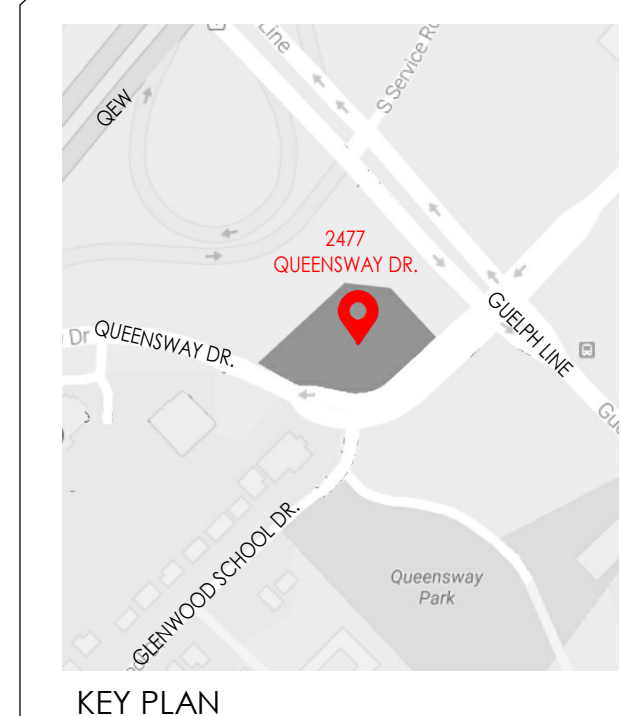 Line
S Service Ro
QEW
2477
QUEENSWAY DR.
GUELPH LINE
Dr
QUEENSWAY DR.
Gu
GLENWOOD SCHOOL DR.
Queensway
Park
KEY PLAN